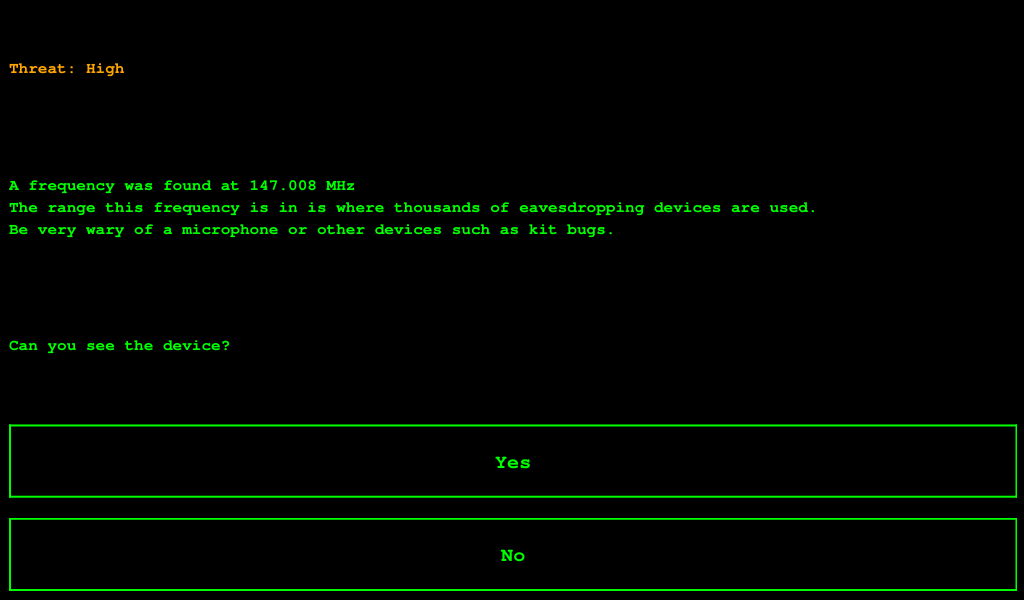 Threat: High
A frequency was found at 147.008 MHz
The range this frequency is in is where thousands of eavesdropping devices are used.
Be very wary of a microphone or other devices such as kit bugs.
Can you see the device?
Yes
No